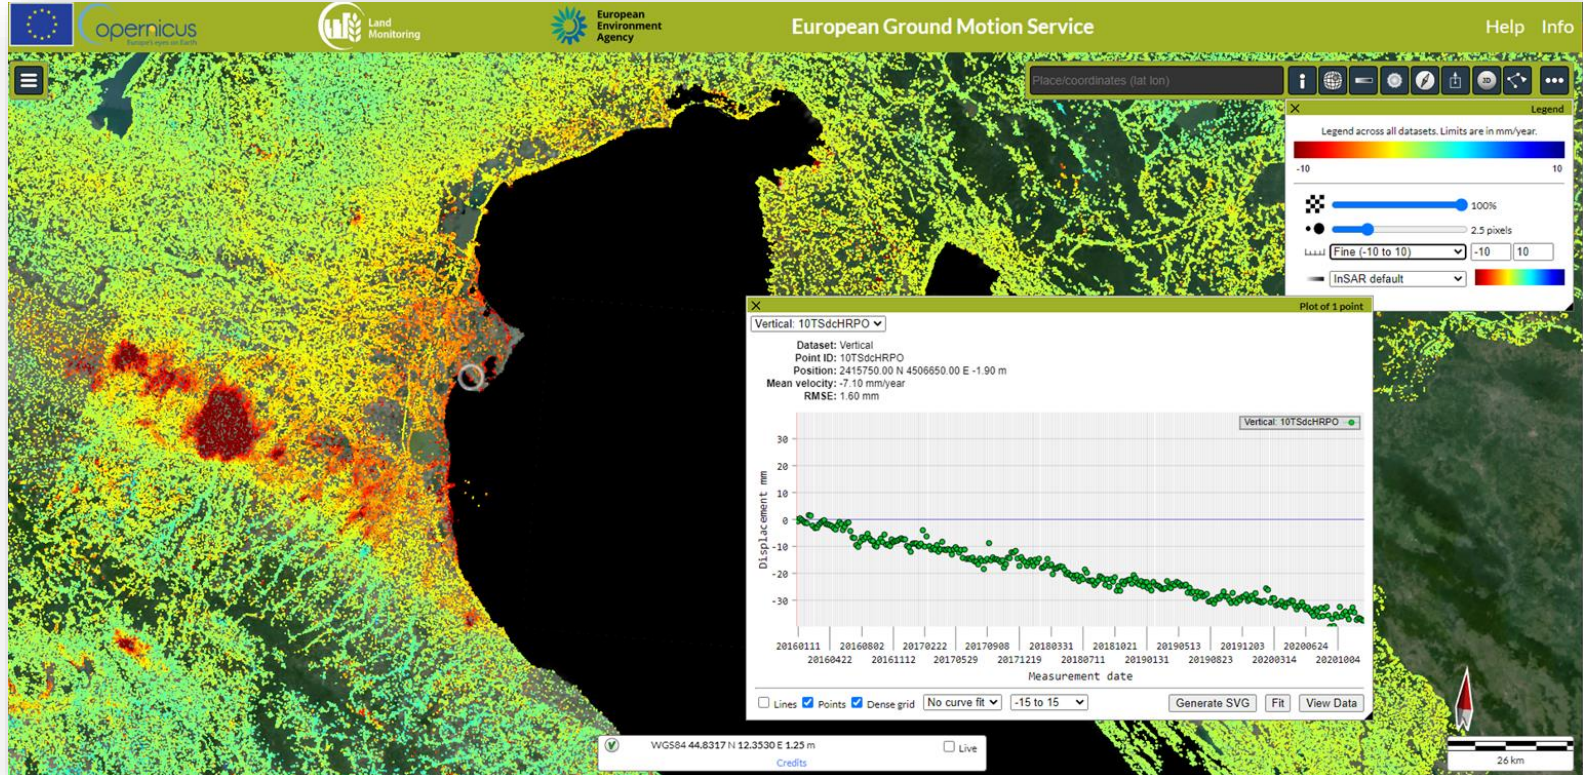 opernicus
Europe's eyes on Earth
Land
Monitoring
European
Environment
Agency
European Ground Motion Service
Help Info
Place/coordinates (lat lon)
Legend
Legend across all datasets. Limits are in mm/year.
-10 10
100%
2.5 pixels
Fine (-10 to 10) -10 10
InSAR default
Plot of 1 point
Vertical: 10TSdcHRPO
Dataset: Vertical
Point ID: 10TSdcHRPO
Position: 2415750.00 N 4506650.00 E -1.90 m
Mean velocity: -7.10 mm/year
RMSE: 1.60 mm
Vertical: 10TSdcHRPO
30
20
10
0
-10
-20
-30
Displacement mm
20160111 20160802 20170222 20170908 20180331 20181021 20190513 20191203 20200624
20160422 20161112 20170529 20171219 20180711 20190131 20190823 20200314 20201004
Measurement date
Lines Points Dense grid No curve fit -15 to 15 Generate SVG Fit View Data
WGS84 44.8317 N 12.3530 E 1.25 m Live
Credits
26 km